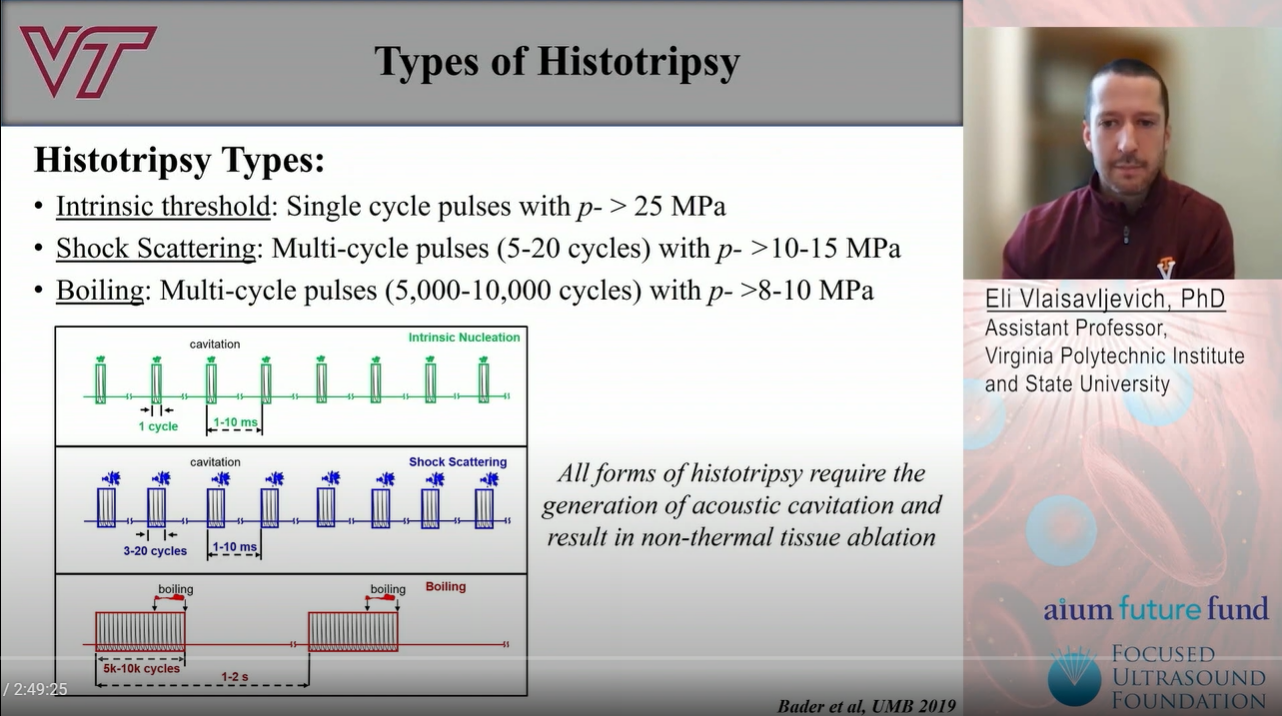 VT
Types of Histotripsy
Histotripsy Types:
• Intrinsic threshold: Single cycle pulses with p- > 25 MPa
• Shock Scattering: Multi-cycle pulses (5-20 cycles) with p- >10-15 MPa
• Boiling: Multi-cycle pulses (5,000-10,000 cycles) with p- >8-10 MPa
Intrinsic Nucleation
cavitation
1 cycle
1-10 ms
cavitation
Shock Scattering
3-20 cycles
1-10 ms
boiling
boiling
Boiling
5k-10k cycles
1-2 s
All forms of histotripsy require the
generation of acoustic cavitation and
result in non-thermal tissue ablation
Bader et al, UMB 2019
/ 2:49:25
Eli Vlaisavljevich, PhD
Assistant Professor,
Virginia Polytechnic Institute
and State University
aium future fund
FOCUSED
ULTRASOUND
FOUNDATION